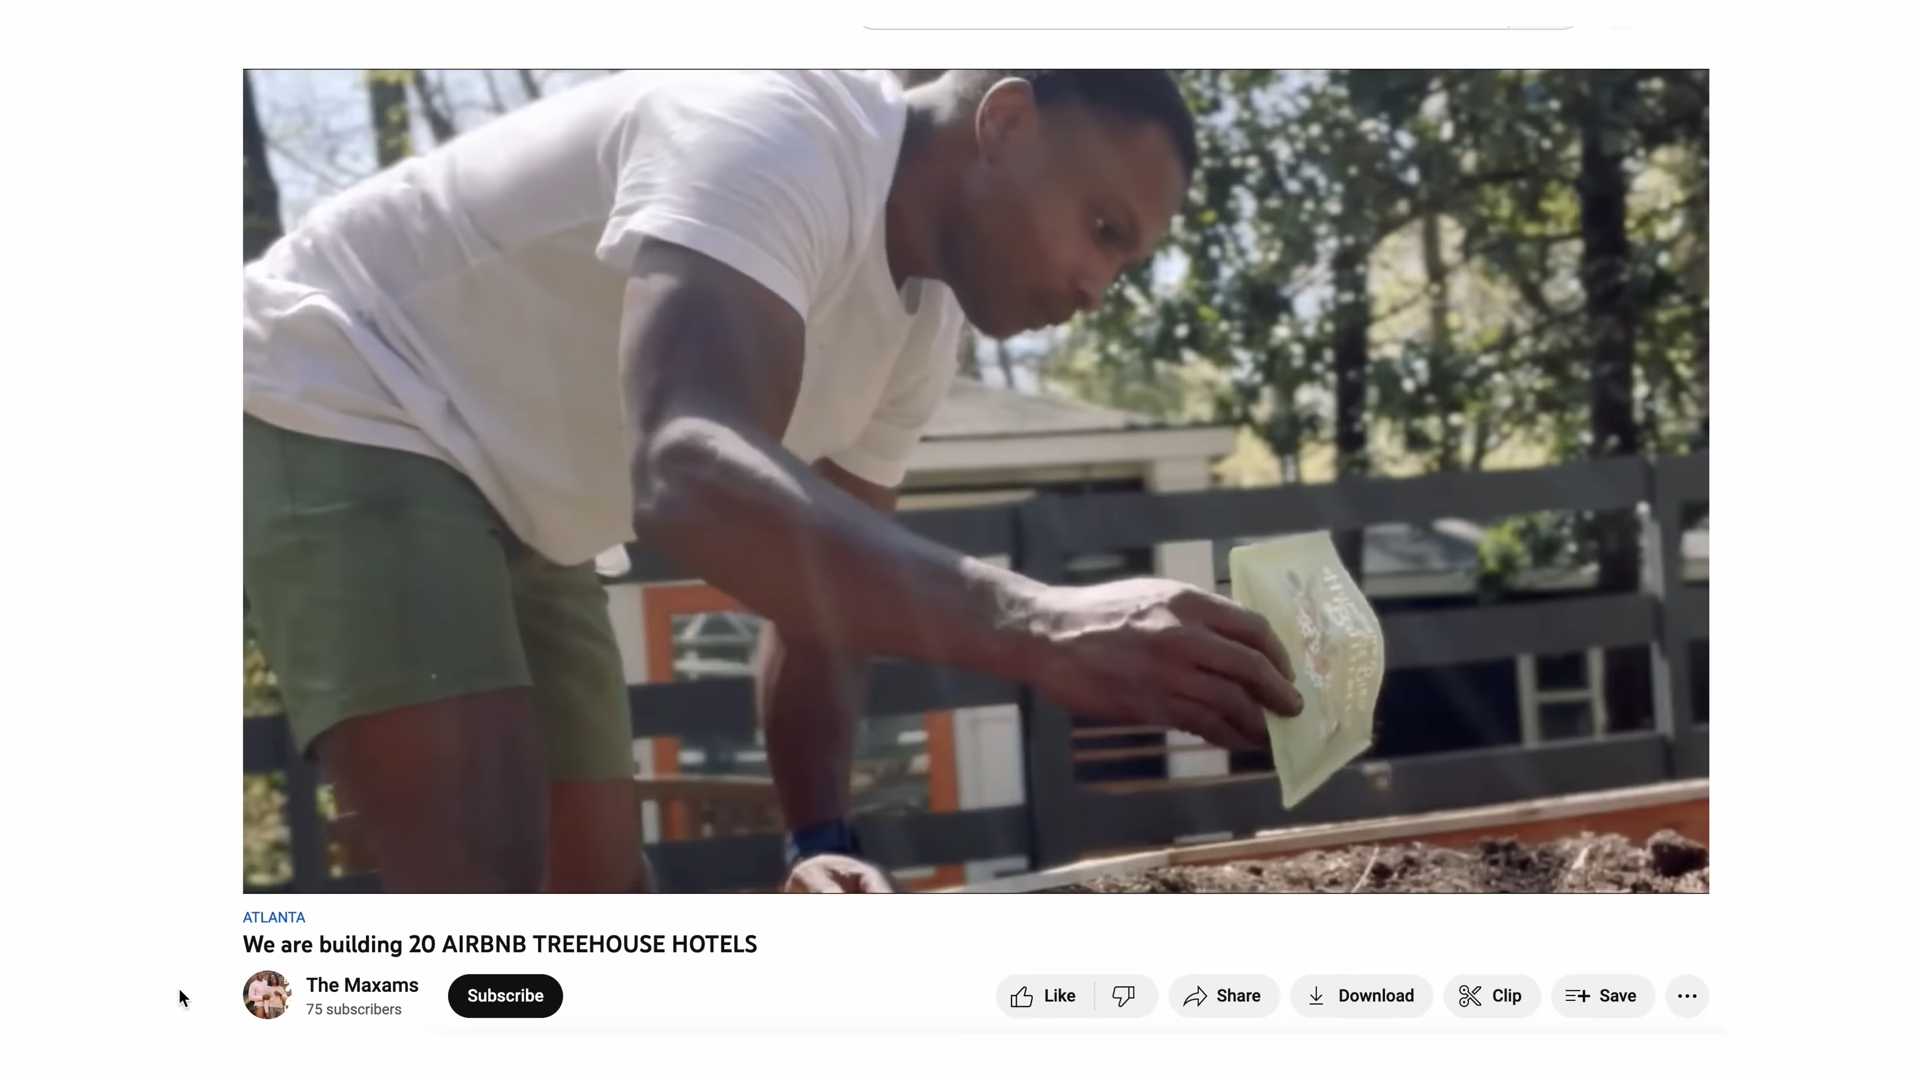 ATLANTA
We are building 20 AIRBNB TREEHOUSE HOTELS
The Maxams
75 subscribers
Subscribe
Like
Share
Download
Clip
Save